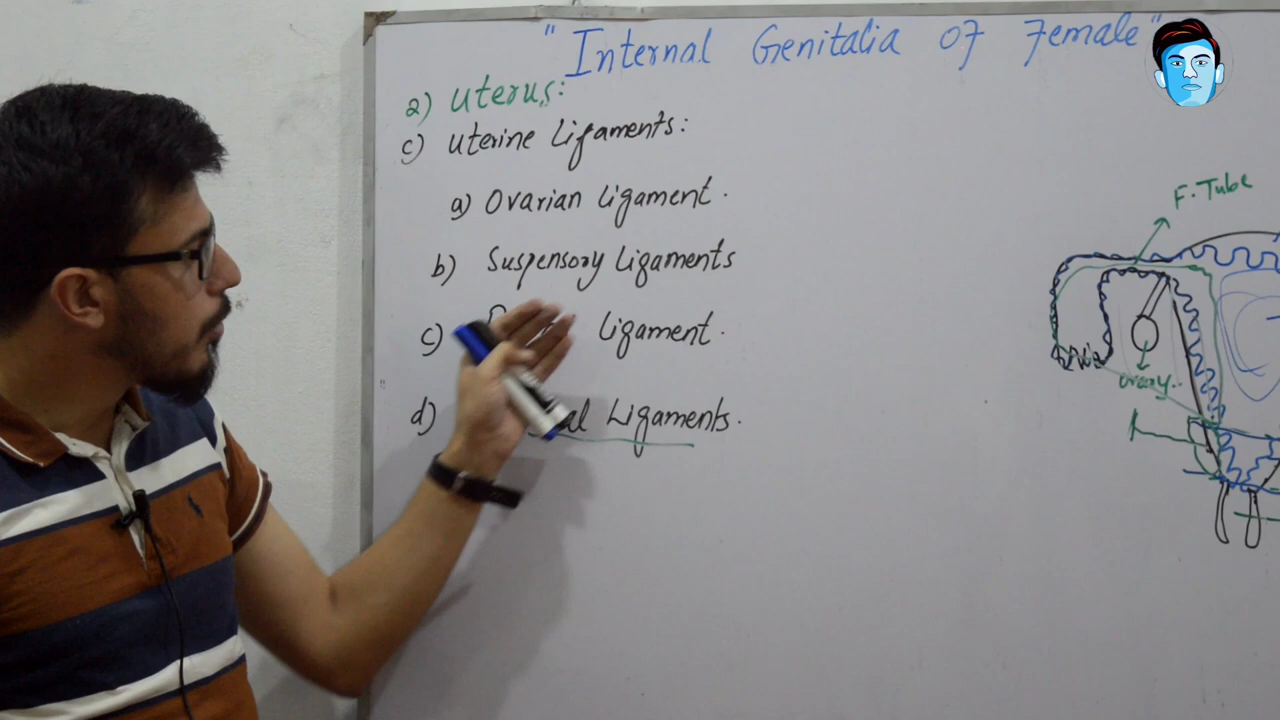 "Internal Genitalia Of Female"
2) Uterus:
c) Uterine Ligaments:
a) Ovarian Ligament.
b) Suspensory Ligaments
c) Ligament.
d) Ligaments.
F. Tube
ovary.